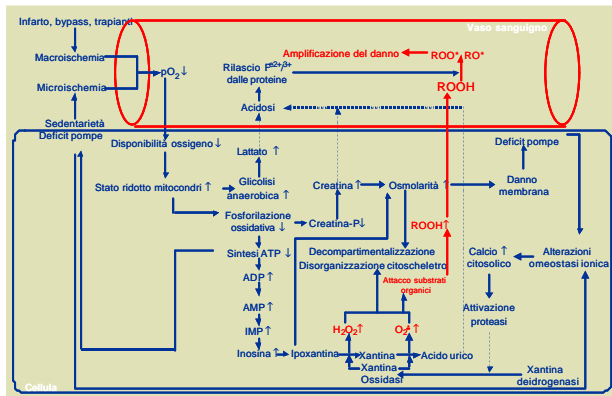 Infarto, bypass, trapianti
Vaso sanguigno
Macroischemia
Microischemia
Sedentarietà
Deficit pompe
pO₂ ↓
Rilascio F²⁺/³⁺
dalle proteine
Acidosi
Amplificazione del danno
ROO* RO*
ROOH
Disponibilità ossigeno ↓
Lattato ↑
Stato ridotto mitocondri ↑
Glicolisi
anaerobica ↑
Creatina ↑
Osmolarità ↑
Danno
membrana
Deficit pompe
Fosforilazione
ossidativa ↓
Creatina-P↓
ROOH↑
Sintesi ATP ↓
ADP ↑
AMP ↑
IMP ↑
Inosina ↑
Ipoxantina
Decompartimentalizzazione
Disorganizzazione citoscheletro
Attacco substrati
organici
Calcio ↑
citosolico
Alterazioni
omeostasi ionica
Attivazione
proteasi
H₂O₂↑
Xantina
Acido urico
Xantina
Ossidasi
Xantina
deidrogenasi
Cellula